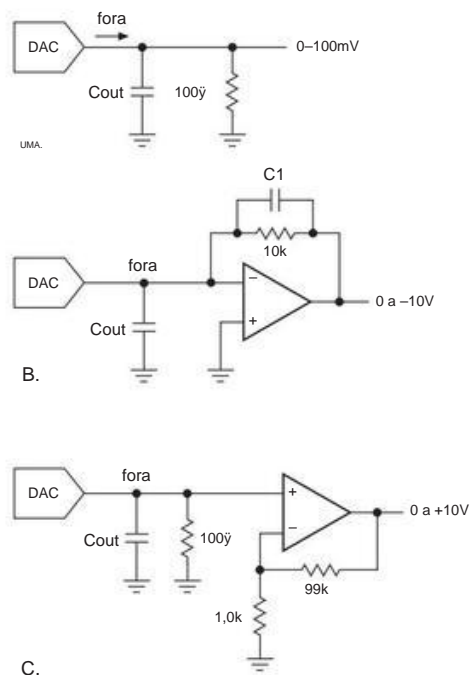 fora
DAC
0–100mV
Cout
100ÿ
UMA.
C1
10k
fora
DAC
–
+
0 a –10V
Cout
B.
fora
DAC
+
–
0 a +10V
Cout
100ÿ
99k
1,0k
C.